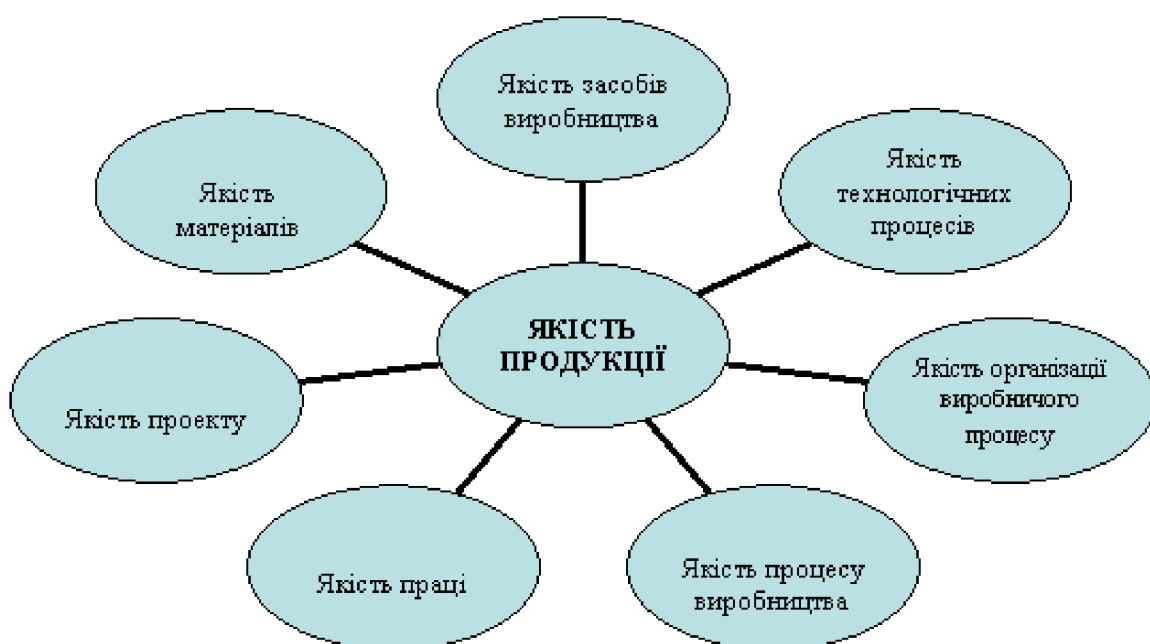 Якість засобів
виробництва
Якість
технологічних
процесів
Якість
матеріалів
ЯКІСТЬ
ПРОДУКЦІЇ
Якість організації
виробничого
процесу
Якість проекту
Якість праці
Якість процесу
виробництва